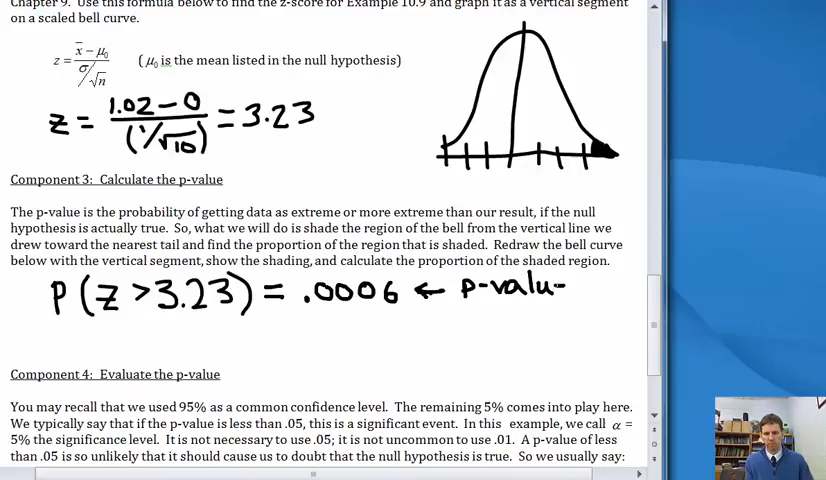 Chapter 9. Use this formula below to find the z-score for Example 10.9 and graph it as a vertical segment
on a scaled bell curve.
z = (x̄ − μ₀) / (σ/√n) ( μ₀ is the mean listed in the null hypothesis)
z = (1.02 − 0) / (1/√10) = 3.23
Component 3: Calculate the p-value
The p-value is the probability of getting data as extreme or more extreme than our result, if the null
hypothesis is actually true. So, what we will do is shade the region of the bell from the vertical line we
drew toward the nearest tail and find the proportion of the region that is shaded. Redraw the bell curve
below with the vertical segment, show the shading, and calculate the proportion of the shaded region.
P(z > 3.23) = .0006 ← p-valu-
Component 4: Evaluate the p-value
You may recall that we used 95% as a common confidence level. The remaining 5% comes into play here.
We typically say that if the p-value is less than .05, this is a significant event. In this example, we call α =
5% the significance level. It is not necessary to use .05; it is not uncommon to use .01. A p-value of less
than .05 is so unlikely that it should cause us to doubt that the null hypothesis is true. So we usually say: